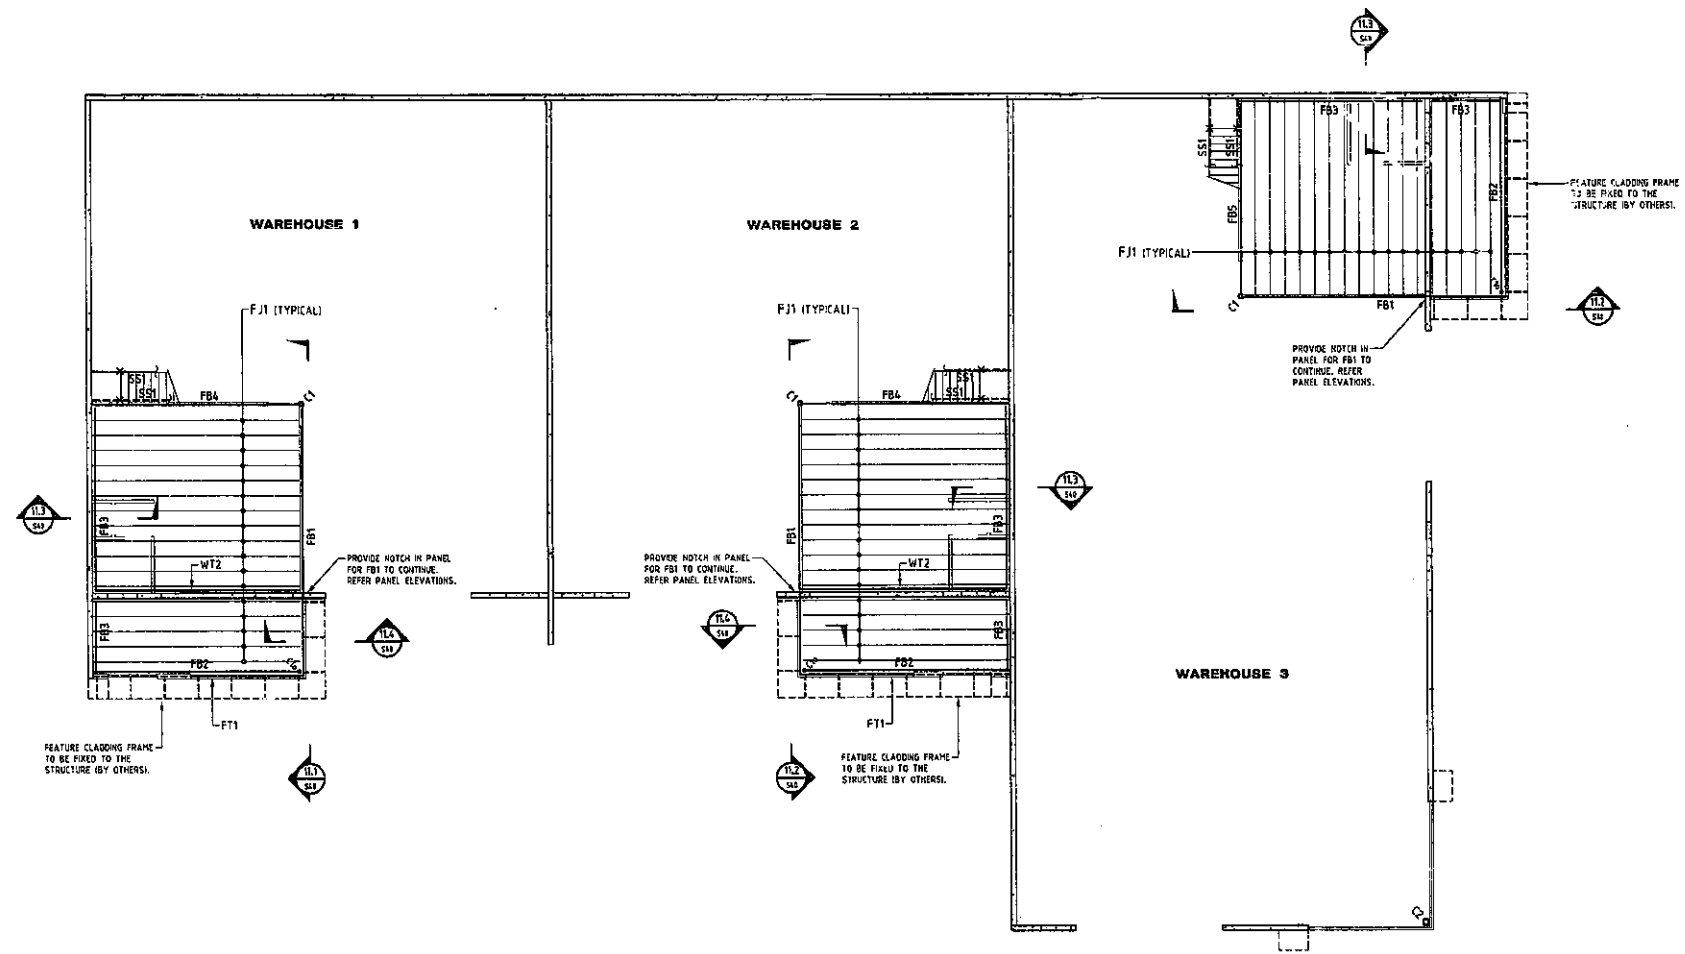 11.3
S40
FB3
FB3
SS1
SS1
FB2
FEATURE CLADDING FRAME
TO BE FIXED TO THE
STRUCTURE (BY OTHERS).
FB5
WAREHOUSE 1
WAREHOUSE 2
FJ1 (TYPICAL)
C1
FB1
11.2
S40
FJ1 (TYPICAL)
FJ1 (TYPICAL)
PROVIDE NOTCH IN
PANEL FOR FB1 TO
CONTINUE. REFER
PANEL ELEVATIONS.
SS1
SS1
FB4
C1
C1
FB4
SS1
SS1
11.3
S40
FB3
FB1
FB1
FB3
11.3
S40
WT2
PROVIDE NOTCH IN PANEL
FOR FB1 TO CONTINUE.
REFER PANEL ELEVATIONS.
PROVIDE NOTCH IN PANEL
FOR FB1 TO CONTINUE.
REFER PANEL ELEVATIONS.
WT2
FB3
11.4
S40
11.4
S40
FB3
FB2
FB2
WAREHOUSE 3
FT1
FT1
FEATURE CLADDING FRAME
TO BE FIXED TO THE
STRUCTURE (BY OTHERS).
FEATURE CLADDING FRAME
TO BE FIXED TO THE
STRUCTURE (BY OTHERS).
11.1
S40
11.2
S40
C2